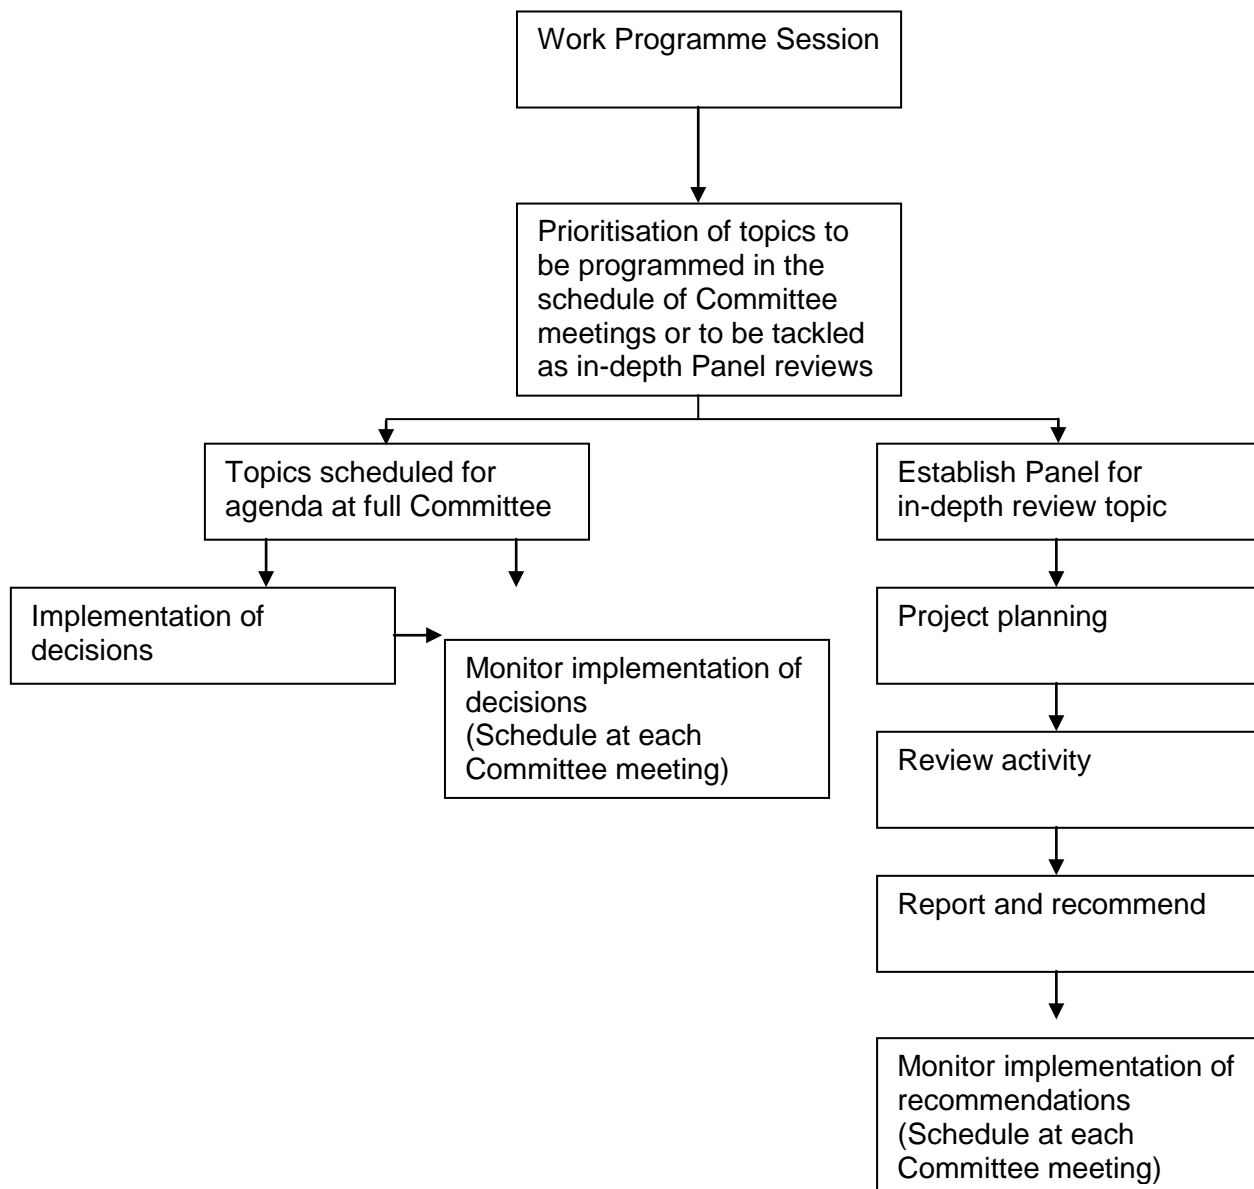 Work Programme Session
Prioritisation of topics to
be programmed in the
schedule of Committee
meetings or to be tackled
as in-depth Panel reviews
Topics scheduled for
agenda at full Committee
Establish Panel for
in-depth review topic
Implementation of
decisions
Project planning
Monitor implementation of
decisions
(Schedule at each
Committee meeting)
Review activity
Report and recommend
Monitor implementation of
recommendations
(Schedule at each
Committee meeting)